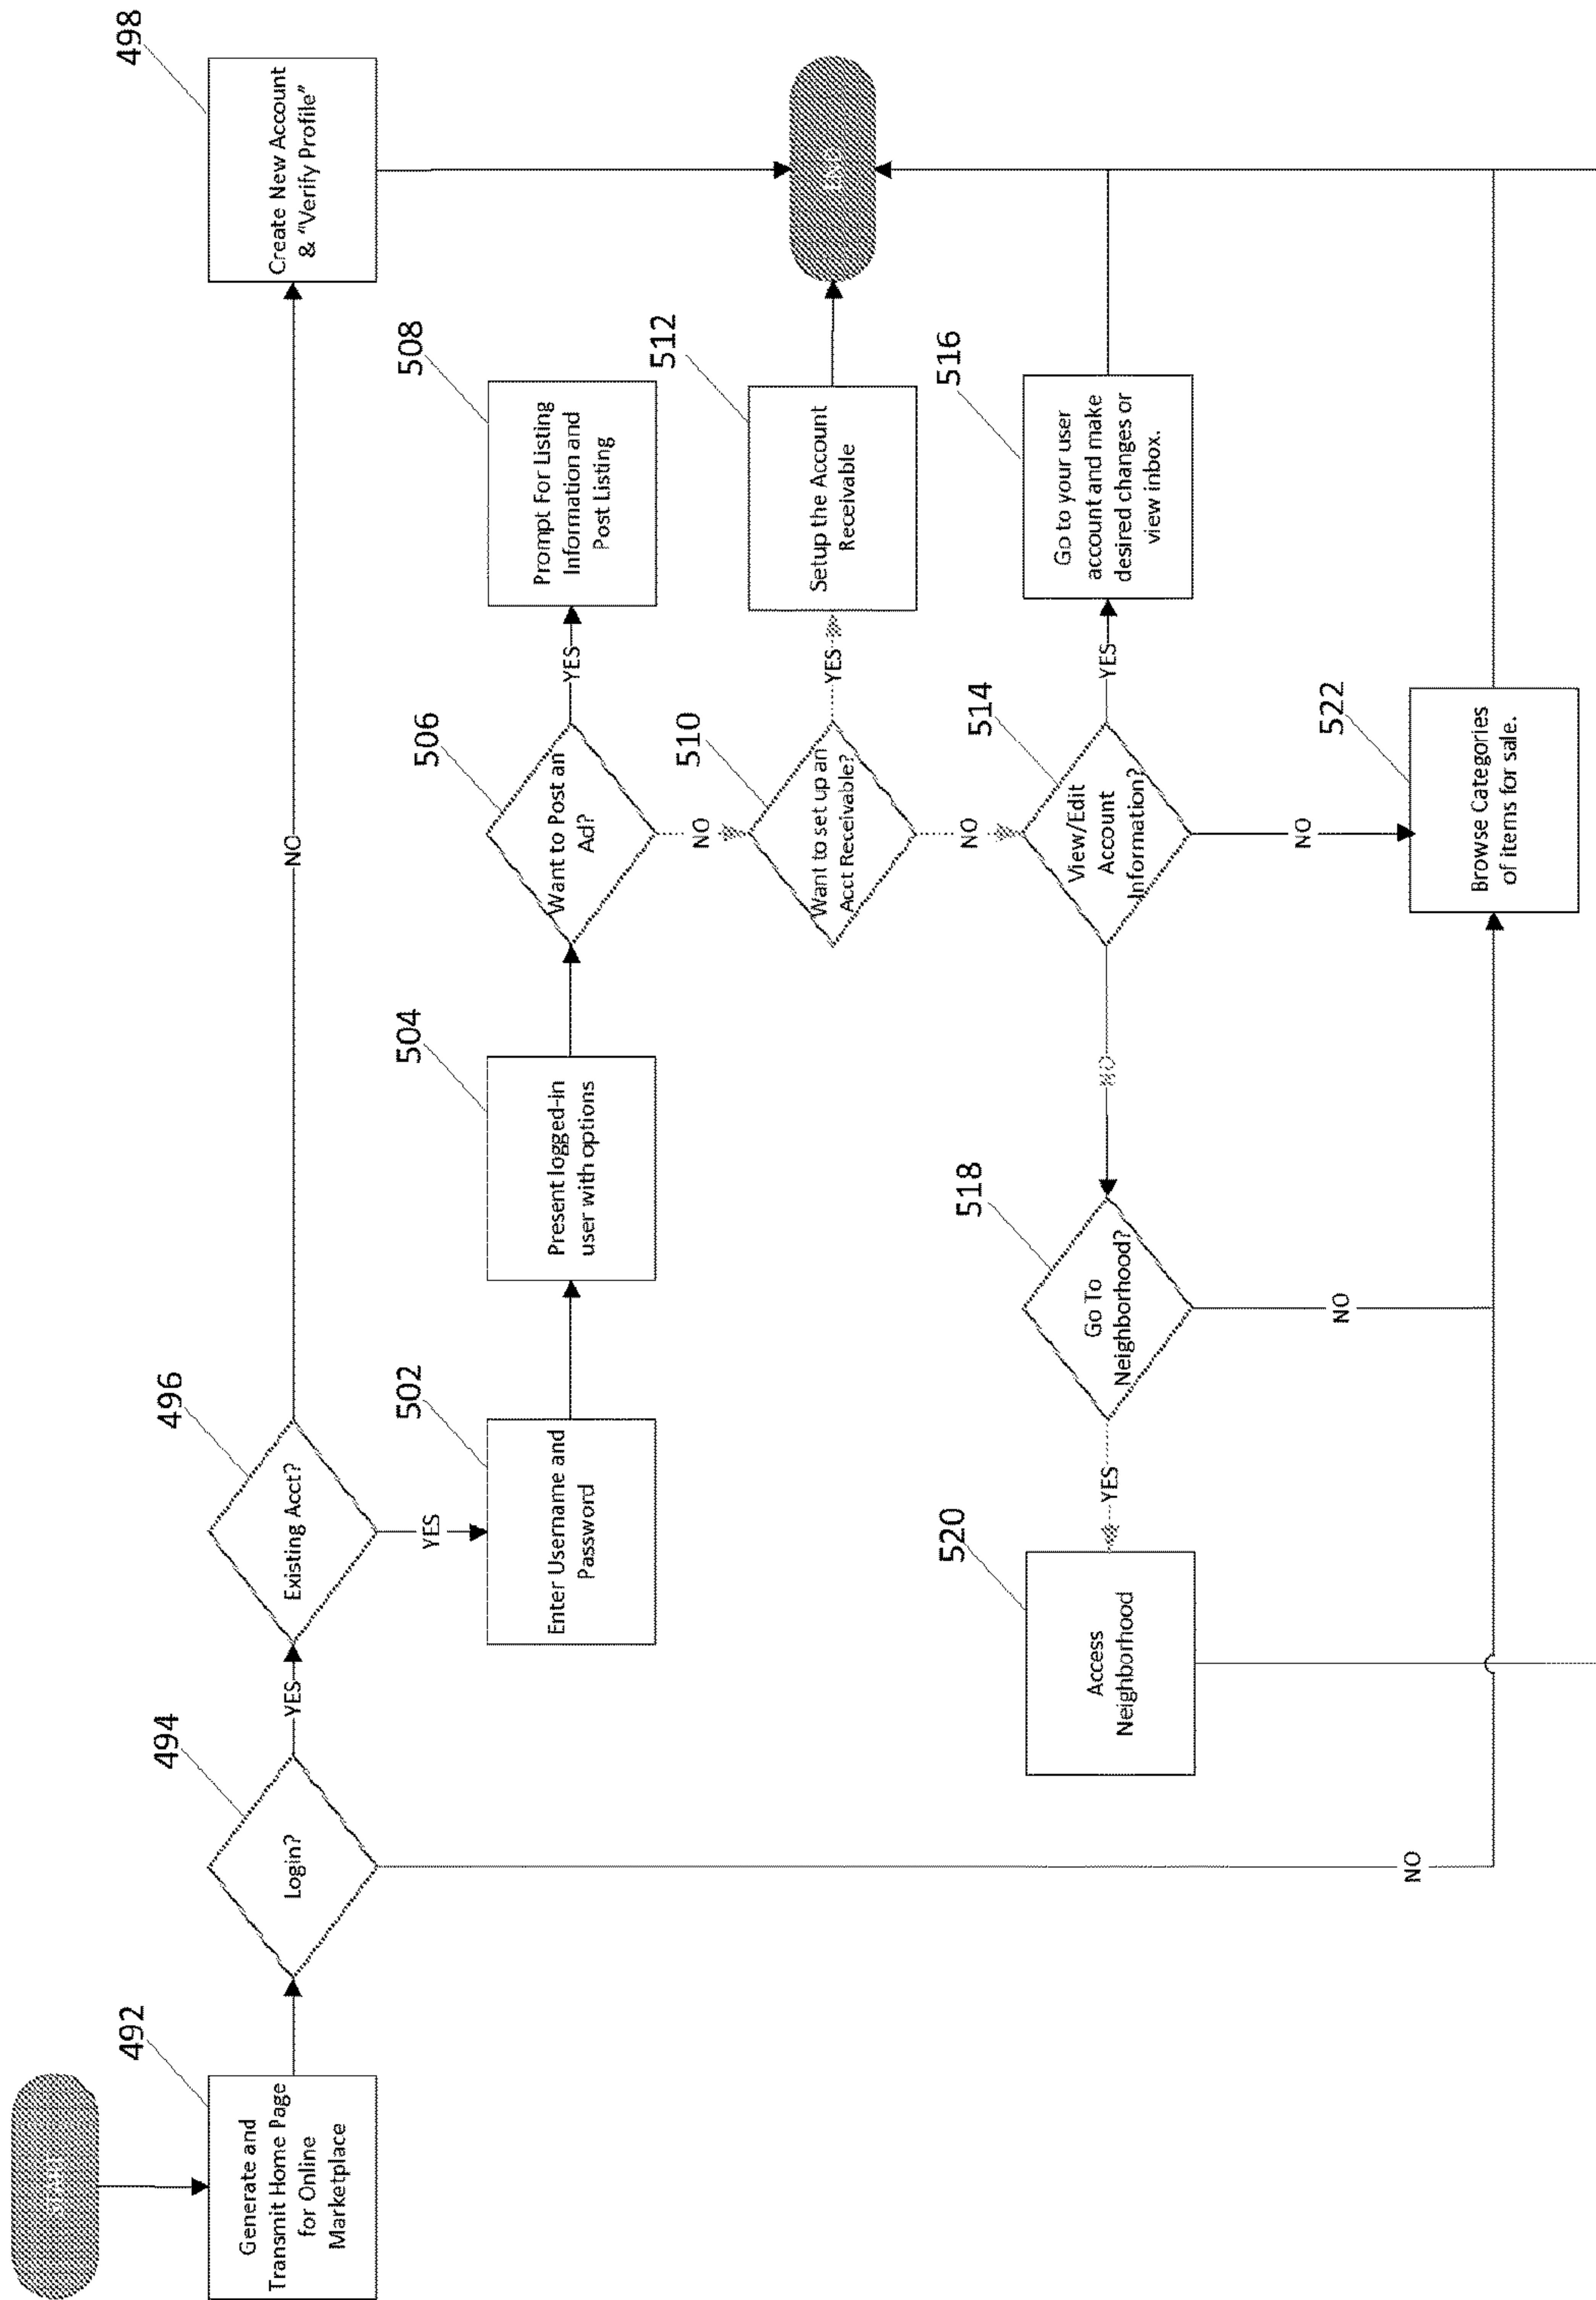 492
Generate and
Transmit Home Page
for Online
Marketplace
494
Login?
YES
NO
496
Existing Acct?
NO
YES
498
Create New Account
& "Verify Profile"
502
Enter Username and
Password
504
Present logged-in
user with options
506
Want to Post an
Ad?
YES
NO
508
Prompt For Listing
Information and
Post Listing
510
Want to set up an
Acct Receivable?
YES
NO
512
Setup the Account
Receivable
END
514
View/Edit
Account
Information?
YES
NO
NO
516
Go to your user
account and make
desired changes or
view inbox.
518
Go To
Neighborhood?
YES
NO
520
Access
Neighborhood
522
Browse Categories
of items for sale.